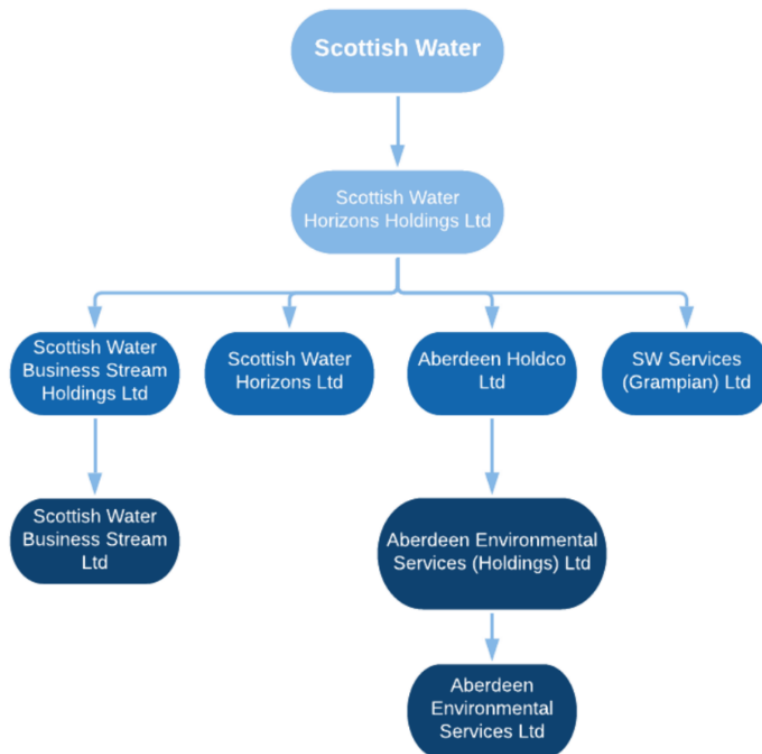 Scottish Water
Scottish Water
Horizons Holdings Ltd
Scottish Water
Business Stream
Holdings Ltd
Scottish Water
Horizons Ltd
Aberdeen Holdco
Ltd
SW Services
(Grampian) Ltd
Scottish Water
Business Stream
Ltd
Aberdeen Environmental
Services (Holdings) Ltd
Aberdeen
Environmental
Services Ltd